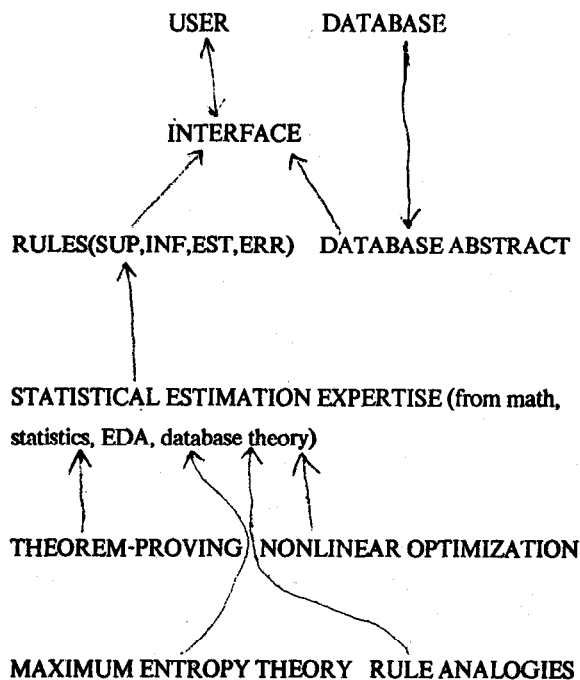 USER DATABASE
INTERFACE
RULES(SUP,INF,EST,ERR) DATABASE ABSTRACT
STATISTICAL ESTIMATION EXPERTISE (from math,
statistics, EDA, database theory)
THEOREM-PROVING NONLINEAR OPTIMIZATION
MAXIMUM ENTROPY THEORY RULE ANALOGIES